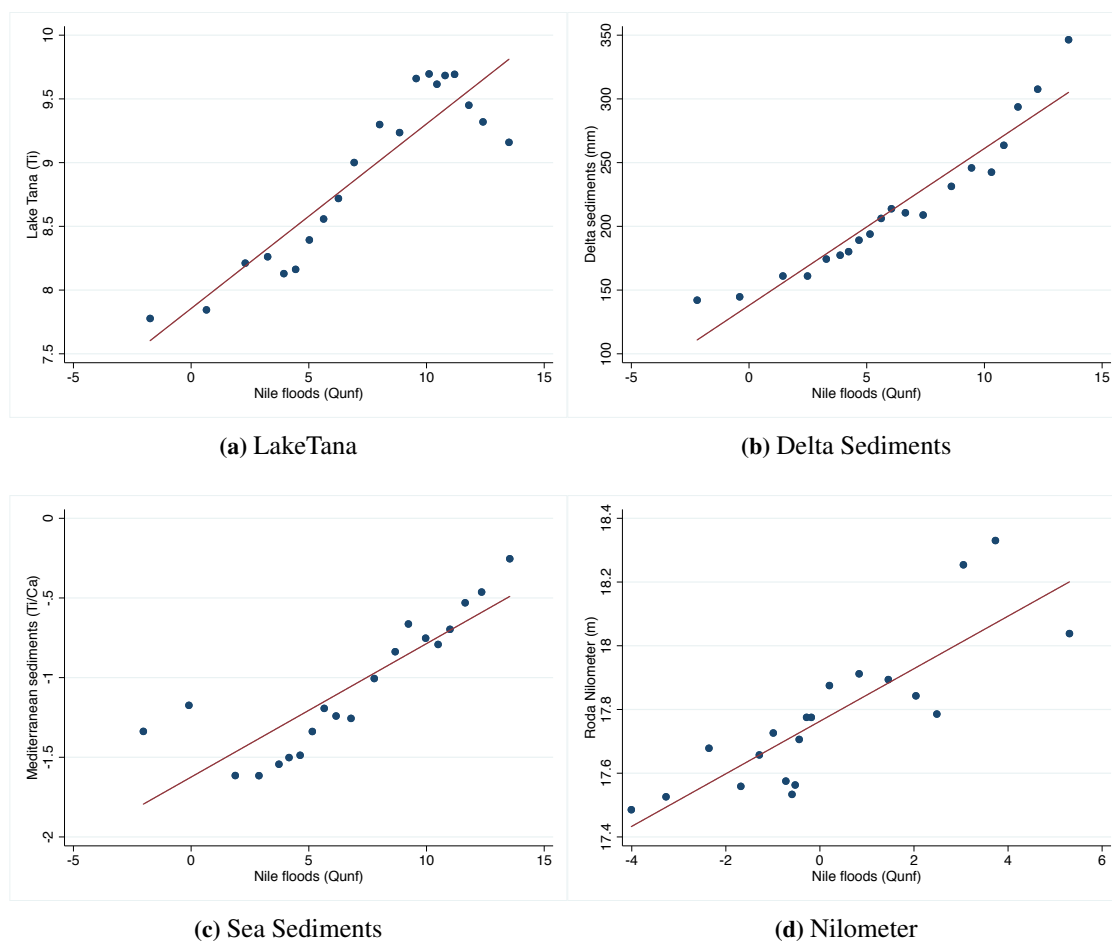 10
9.5
9
8.5
8
7.5
Lake Tana (Ti)
-5 0 5 10 15
Nile floods (Qunf)
(a) LakeTana
350
300
250
200
150
100
Delta sediments (mm)
-5 0 5 10 15
Nile floods (Qunf)
(b) Delta Sediments
0
-.5
-1
-1.5
-2
Mediterranean sediments (Ti/Ca)
-5 0 5 10 15
Nile floods (Qunf)
(c) Sea Sediments
18.4
18.2
18
17.8
17.6
17.4
Roda Nilometer (m)
-4 -2 0 2 4 6
Nile floods (Qunf)
(d) Nilometer